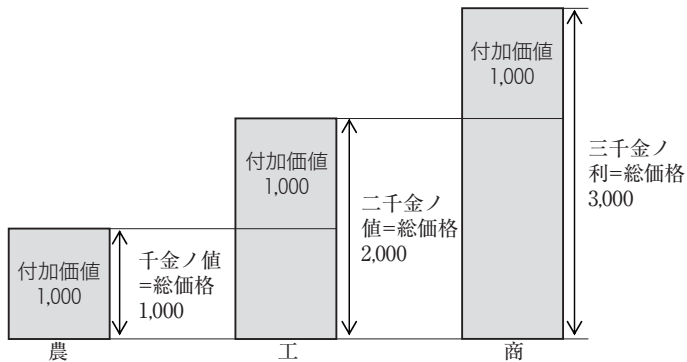 付加価値
1,000
千金ノ値
=総価格
1,000
農
付加価値
1,000
二千金ノ
値=総価格
2,000
工
付加価値
1,000
三千金ノ
利=総価格
3,000
商